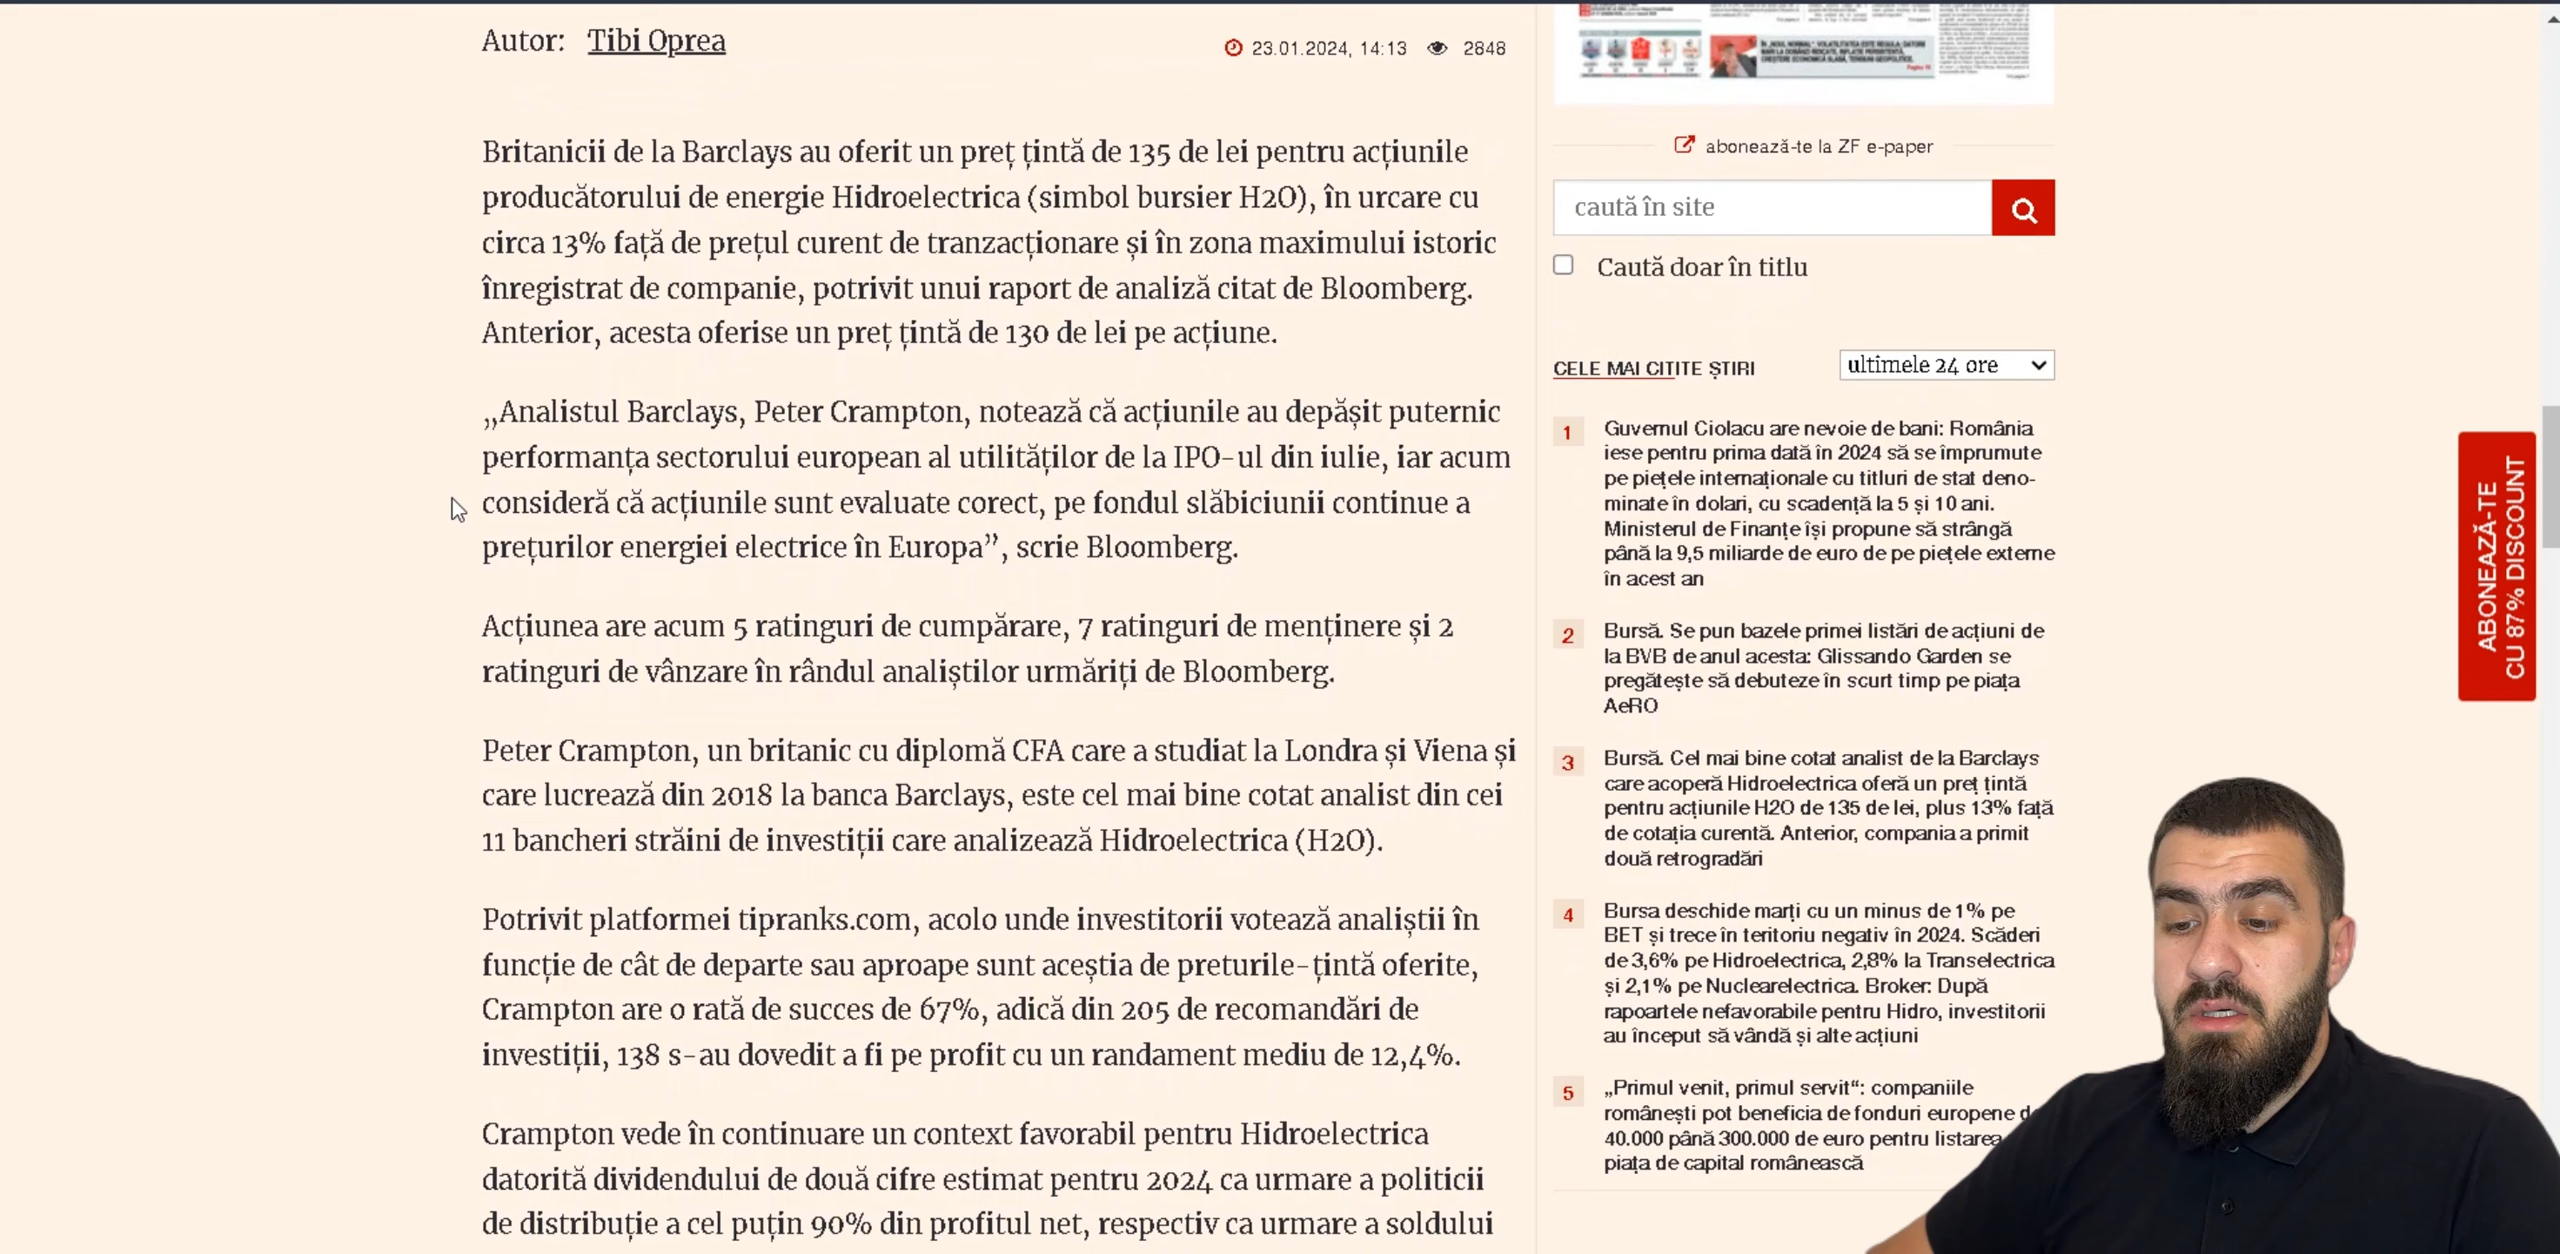 Autor: Tibi Oprea
23.01.2024, 14:13 2848
Britanicii de la Barclays au oferit un preț țintă de 135 de lei pentru acțiunile
producătorului de energie Hidroelectrica (simbol bursier H2O), în urcare cu
circa 13% față de prețul curent de tranzacționare și în zona maximului istoric
înregistrat de companie, potrivit unui raport de analiză citat de Bloomberg.
Anterior, acesta oferise un preț țintă de 130 de lei pe acțiune.
„Analistul Barclays, Peter Crampton, notează că acțiunile au depășit puternic
performanța sectorului european al utilităților de la IPO-ul din iulie, iar acum
consideră că acțiunile sunt evaluate corect, pe fondul slăbiciunii continue a
prețurilor energiei electrice în Europa”, scrie Bloomberg.
Acțiunea are acum 5 ratinguri de cumpărare, 7 ratinguri de menținere și 2
ratinguri de vânzare în rândul analiștilor urmăriți de Bloomberg.
Peter Crampton, un britanic cu diplomă CFA care a studiat la Londra și Viena și
care lucrează din 2018 la banca Barclays, este cel mai bine cotat analist din cei
11 bancheri străini de investiții care analizează Hidroelectrica (H2O).
Potrivit platformei tipranks.com, acolo unde investitorii votează analiștii în
funcție de cât de departe sau aproape sunt aceștia de preturile-țintă oferite,
Crampton are o rată de succes de 67%, adică din 205 de recomandări de
investiții, 138 s-au dovedit a fi pe profit cu un randament mediu de 12,4%.
Crampton vede în continuare un context favorabil pentru Hidroelectrica
datorită dividendului de două cifre estimat pentru 2024 ca urmare a politicii
de distribuție a cel puțin 90% din profitul net, respectiv ca urmare a soldului
ÎN „NOUL NORMAL”: VOLATILITATEA ESTE REGULA: DATORII
MARI LA DOBÂNZI RIDICATE, INFLAȚIE PERSISTENTĂ,
CREȘTERE ECONOMICĂ SLABĂ, TENSIUNI GEOPOLITICE.
abonează-te la ZF e-paper
caută în site
Caută doar în titlu
CELE MAI CITITE ȘTIRI ultimele 24 ore
1 Guvernul Ciolacu are nevoie de bani: România
iese pentru prima dată în 2024 să se împrumute
pe piețele internaționale cu titluri de stat deno-
minate în dolari, cu scadență la 5 și 10 ani.
Ministerul de Finanțe își propune să strângă
până la 9,5 miliarde de euro de pe piețele externe
în acest an
2 Bursă. Se pun bazele primei listări de acțiuni de
la BVB de anul acesta: Glissando Garden se
pregătește să debuteze în scurt timp pe piața
AeRO
3 Bursă. Cel mai bine cotat analist de la Barclays
care acoperă Hidroelectrica oferă un preț țintă
pentru acțiunile H2O de 135 de lei, plus 13% față
de cotația curentă. Anterior, compania a primit
două retrogradări
4 Bursa deschide marți cu un minus de 1% pe
BET și trece în teritoriu negativ în 2024. Scăderi
de 3,6% pe Hidroelectrica, 2,8% la Transelectrica
și 2,1% pe Nuclearelectrica. Broker: După
rapoartele nefavorabile pentru Hidro, investitorii
au început să vândă și alte acțiuni
5 „Primul venit, primul servit“: companiile
românești pot beneficia de fonduri europene
40.000 până 300.000 de euro pentru listarea
piața de capital românească
ABONEAZĂ-TE
CU 87% DISCOUNT